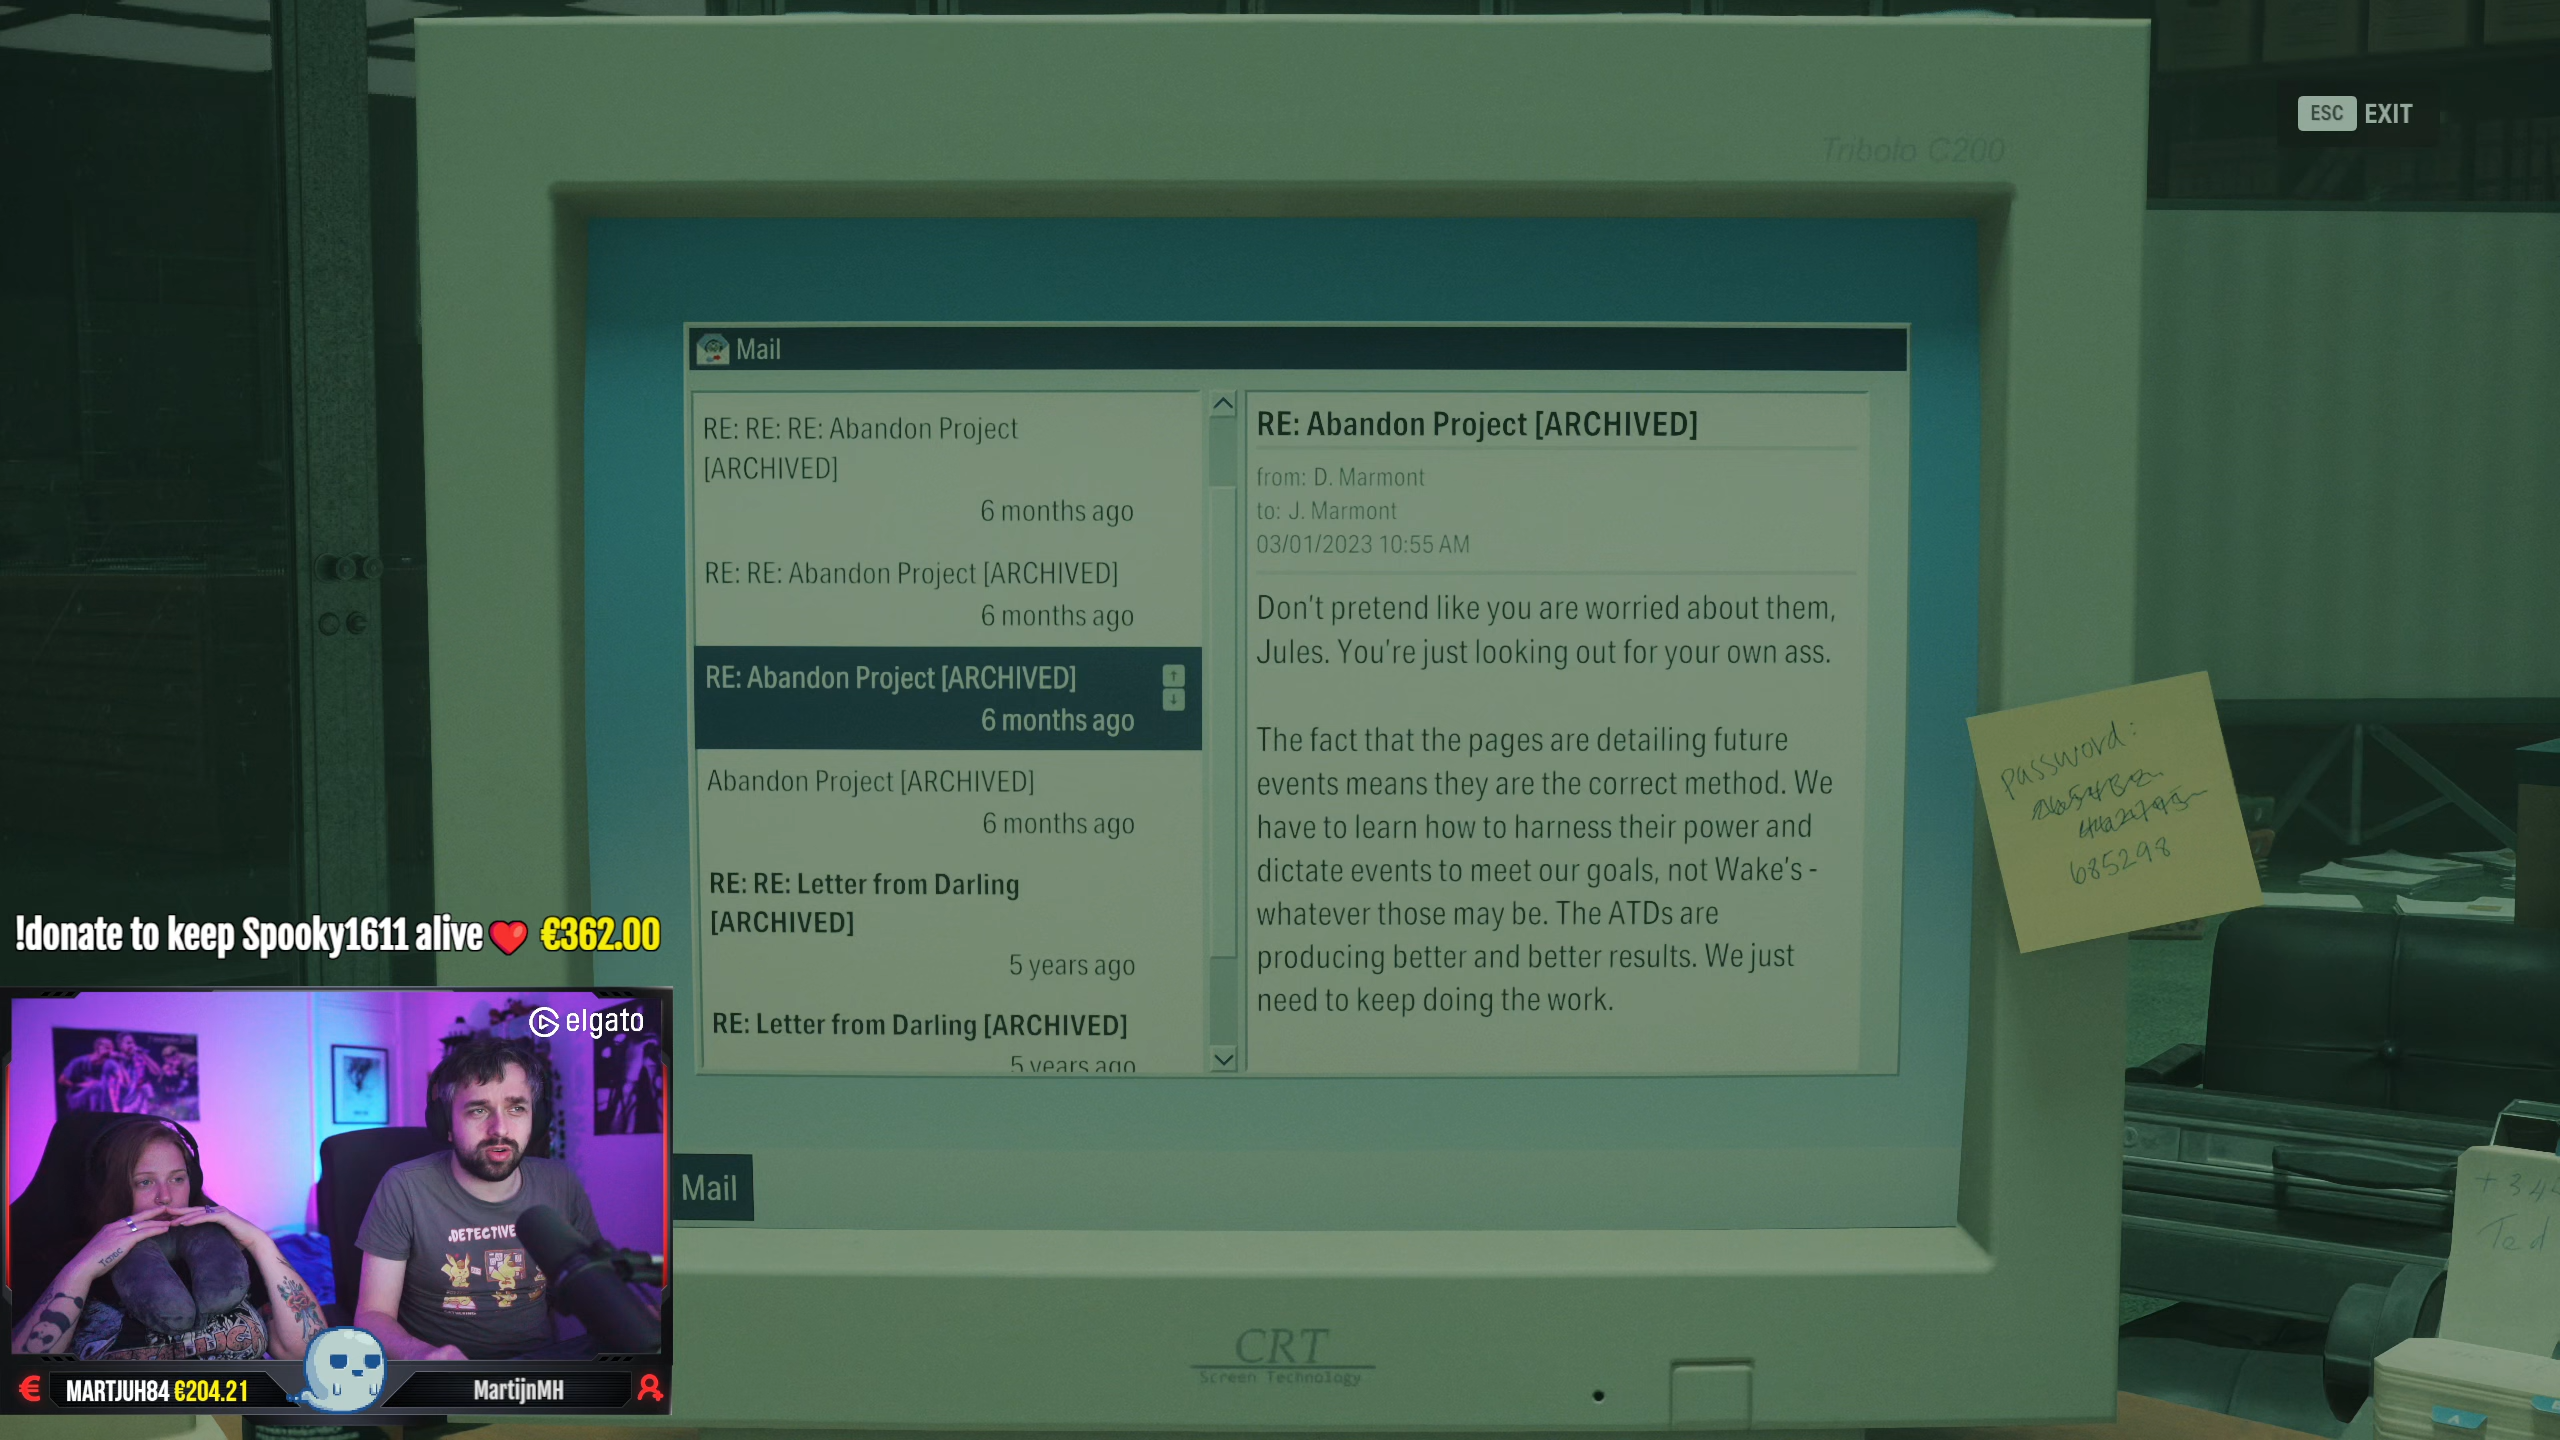 ESC EXIT
Tribolo C200
Mail
RE: RE: RE: Abandon Project
[ARCHIVED]
6 months ago
RE: RE: Abandon Project [ARCHIVED]
6 months ago
RE: Abandon Project [ARCHIVED]
6 months ago
Abandon Project [ARCHIVED]
6 months ago
RE: RE: Letter from Darling
[ARCHIVED]
5 years ago
RE: Letter from Darling [ARCHIVED]
5 years ago
RE: Abandon Project [ARCHIVED]
from: D. Marmont
to: J. Marmont
03/01/2023 10:55 AM
Don't pretend like you are worried about them,
Jules. You're just looking out for your own ass.
The fact that the pages are detailing future
events means they are the correct method. We
have to learn how to harness their power and
dictate events to meet our goals, not Wake's -
whatever those may be. The ATDs are
producing better and better results. We just
need to keep doing the work.
password:
685298
!donate to keep Spooky1611 alive❤️ €362.00
elgato
.DETECTIVE
Mail
€ MARTJUH84 €204.21
MartijnMH
CRT
Screen Technology
Ted